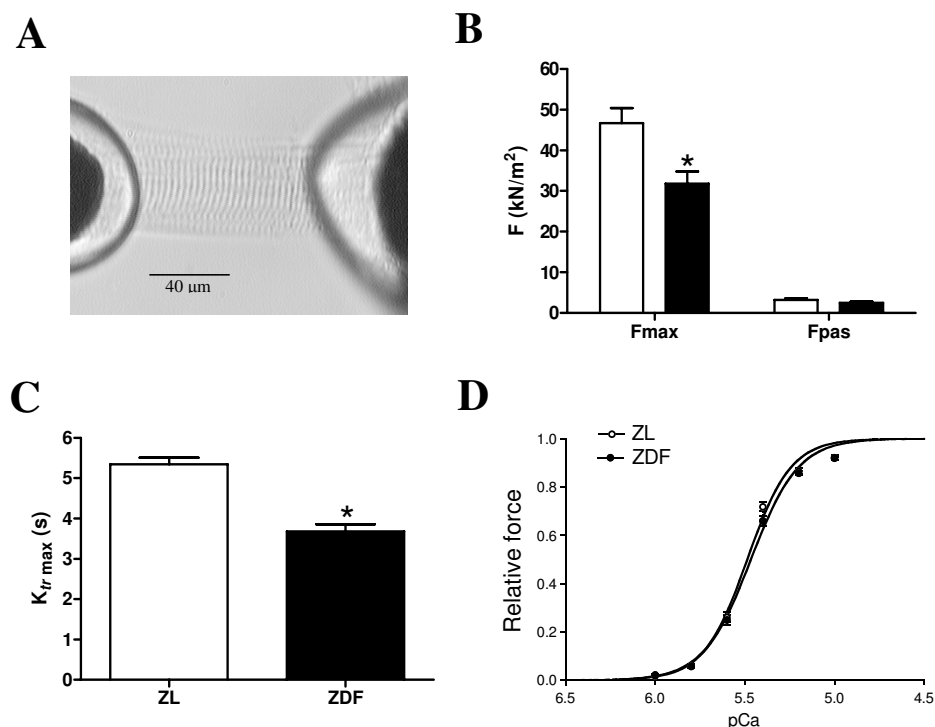 A
40 µm
B
F (kN/m²)
60
50
40
30
20
10
0
*
Fmax
Fpas
C
K tr max (s)
6
5
4
3
2
1
0
*
ZL
ZDF
D
ZL
ZDF
Relative force
1.0
0.8
0.6
0.4
0.2
0.0
6.5
6.0
5.5
5.0
4.5
pCa